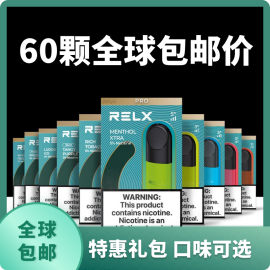 60颗全球包邮价
PRO
RELX
MENTHOL
XTRA
WARNING:
This product
contains nicotine.
Nicotine is an
addictive chemical.
全球
包邮
特惠礼包 口味可选